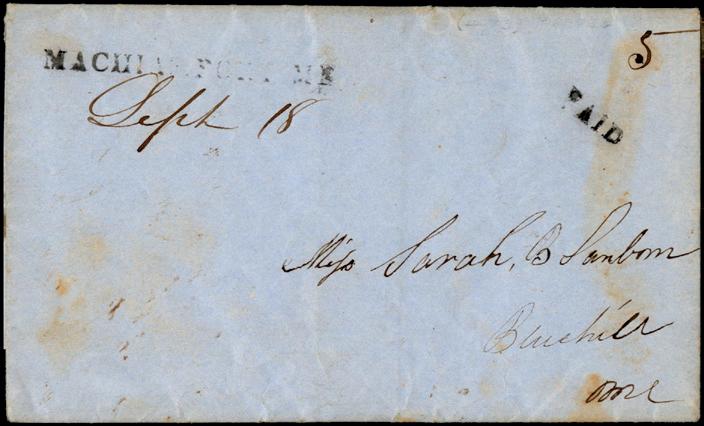 5
MACHIASPORT ME
PAID
Sept 18
Miss Sarah, B Sanborn
Bluehill
Me